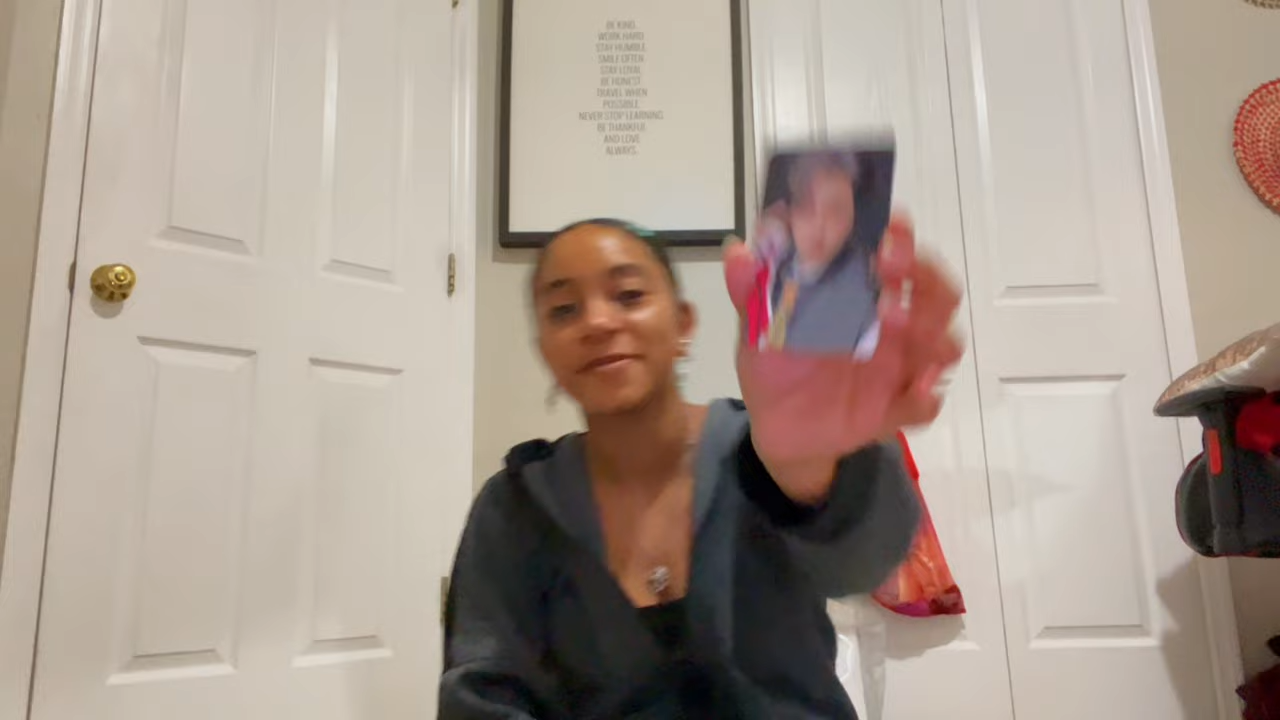 BE KIND.
WORK HARD
STAY HUMBLE
SMILE OFTEN
STAY LOYAL
BE HONEST
TRAVEL WHEN
POSSIBLE
NEVER STOP LEARNING
BE THANKFUL
AND LOVE
ALWAYS.